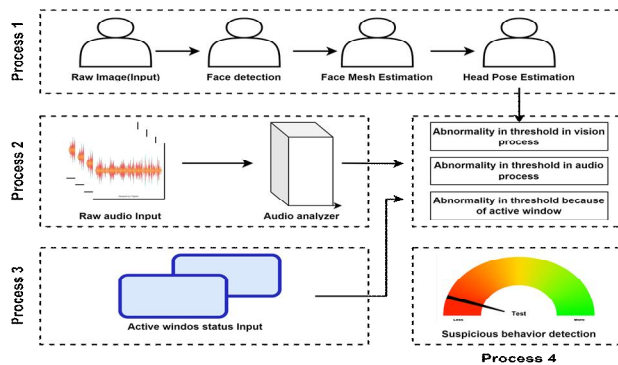 Process 1
Raw Image(Input)
Face detection
Face Mesh Estimation
Head Pose Estimation
Process 2
Raw audio Input
Audio analyzer
Abnormality in threshold in vision
process
Abnormality in threshold in audio
process
Abnormality in threshold because
of active window
Process 3
Active windos status Input
Test
Less
More
Suspicious behavior detection
Process 4